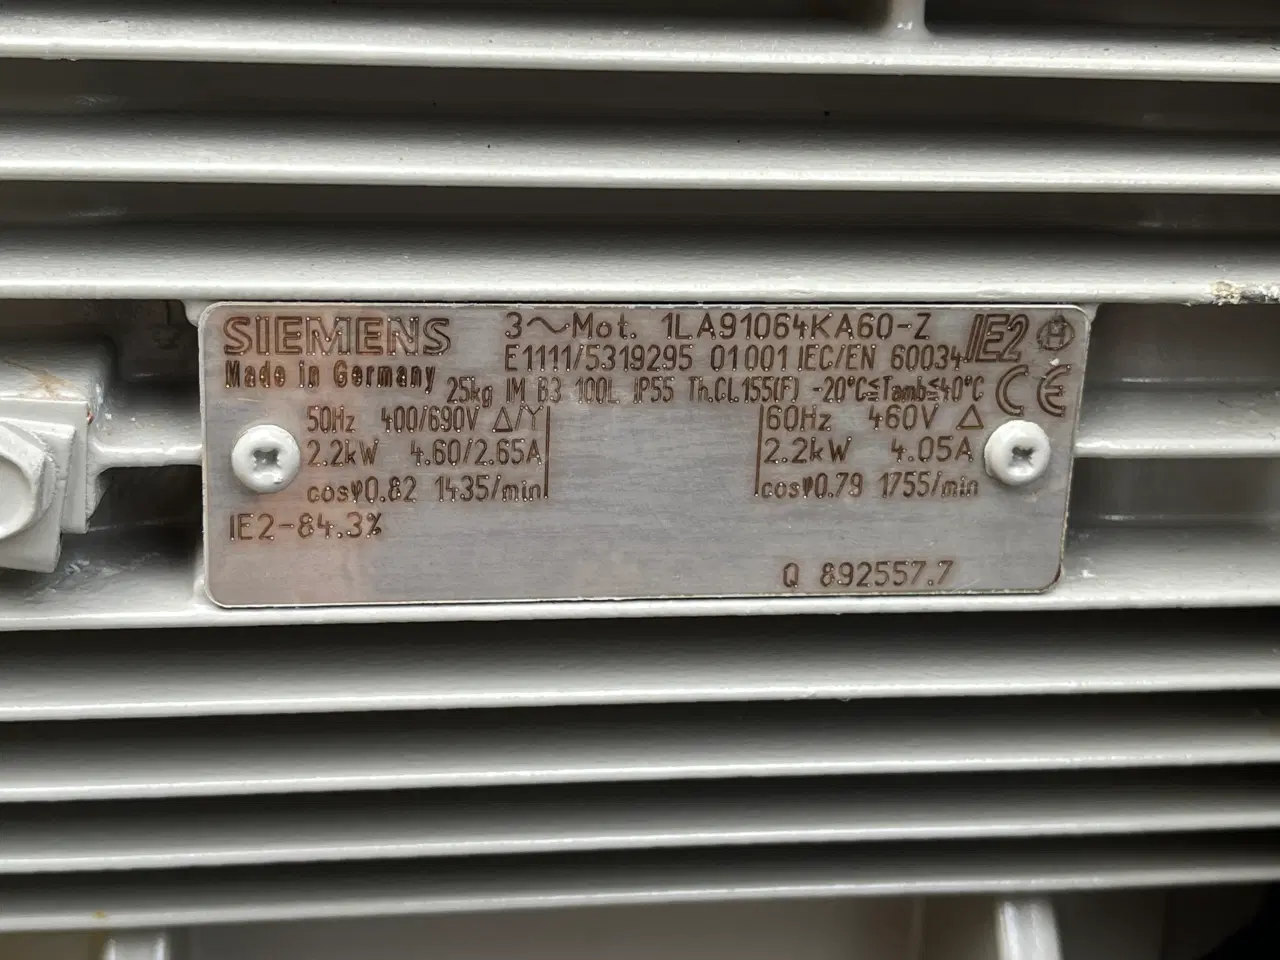 SIEMENS 3~Mot. 1LA91064KA60-Z IE2
E1111/5319295 01 001 IEC/EN 60034
Made in Germany 25kg IM B3 100L IP55 Th.Cl.155(F) -20°C≤Tamb≤40°C CE
50Hz 400/690V Δ/Y 60Hz 460V Δ
2.2kW 4.60/2.65A 2.2kW 4.05A
cosφ0.82 1435/min cosφ0.79 1755/min
IE2-84.3%
Q 892557.7